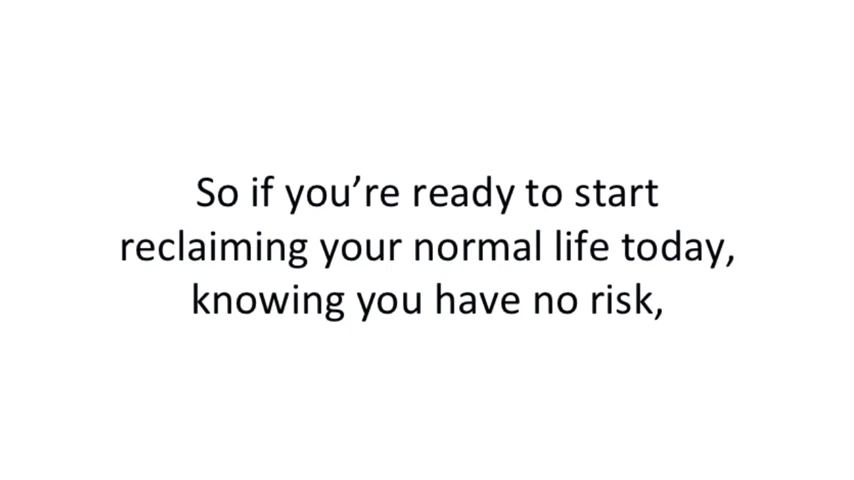 So if you’re ready to start
reclaiming your normal life today,
knowing you have no risk,